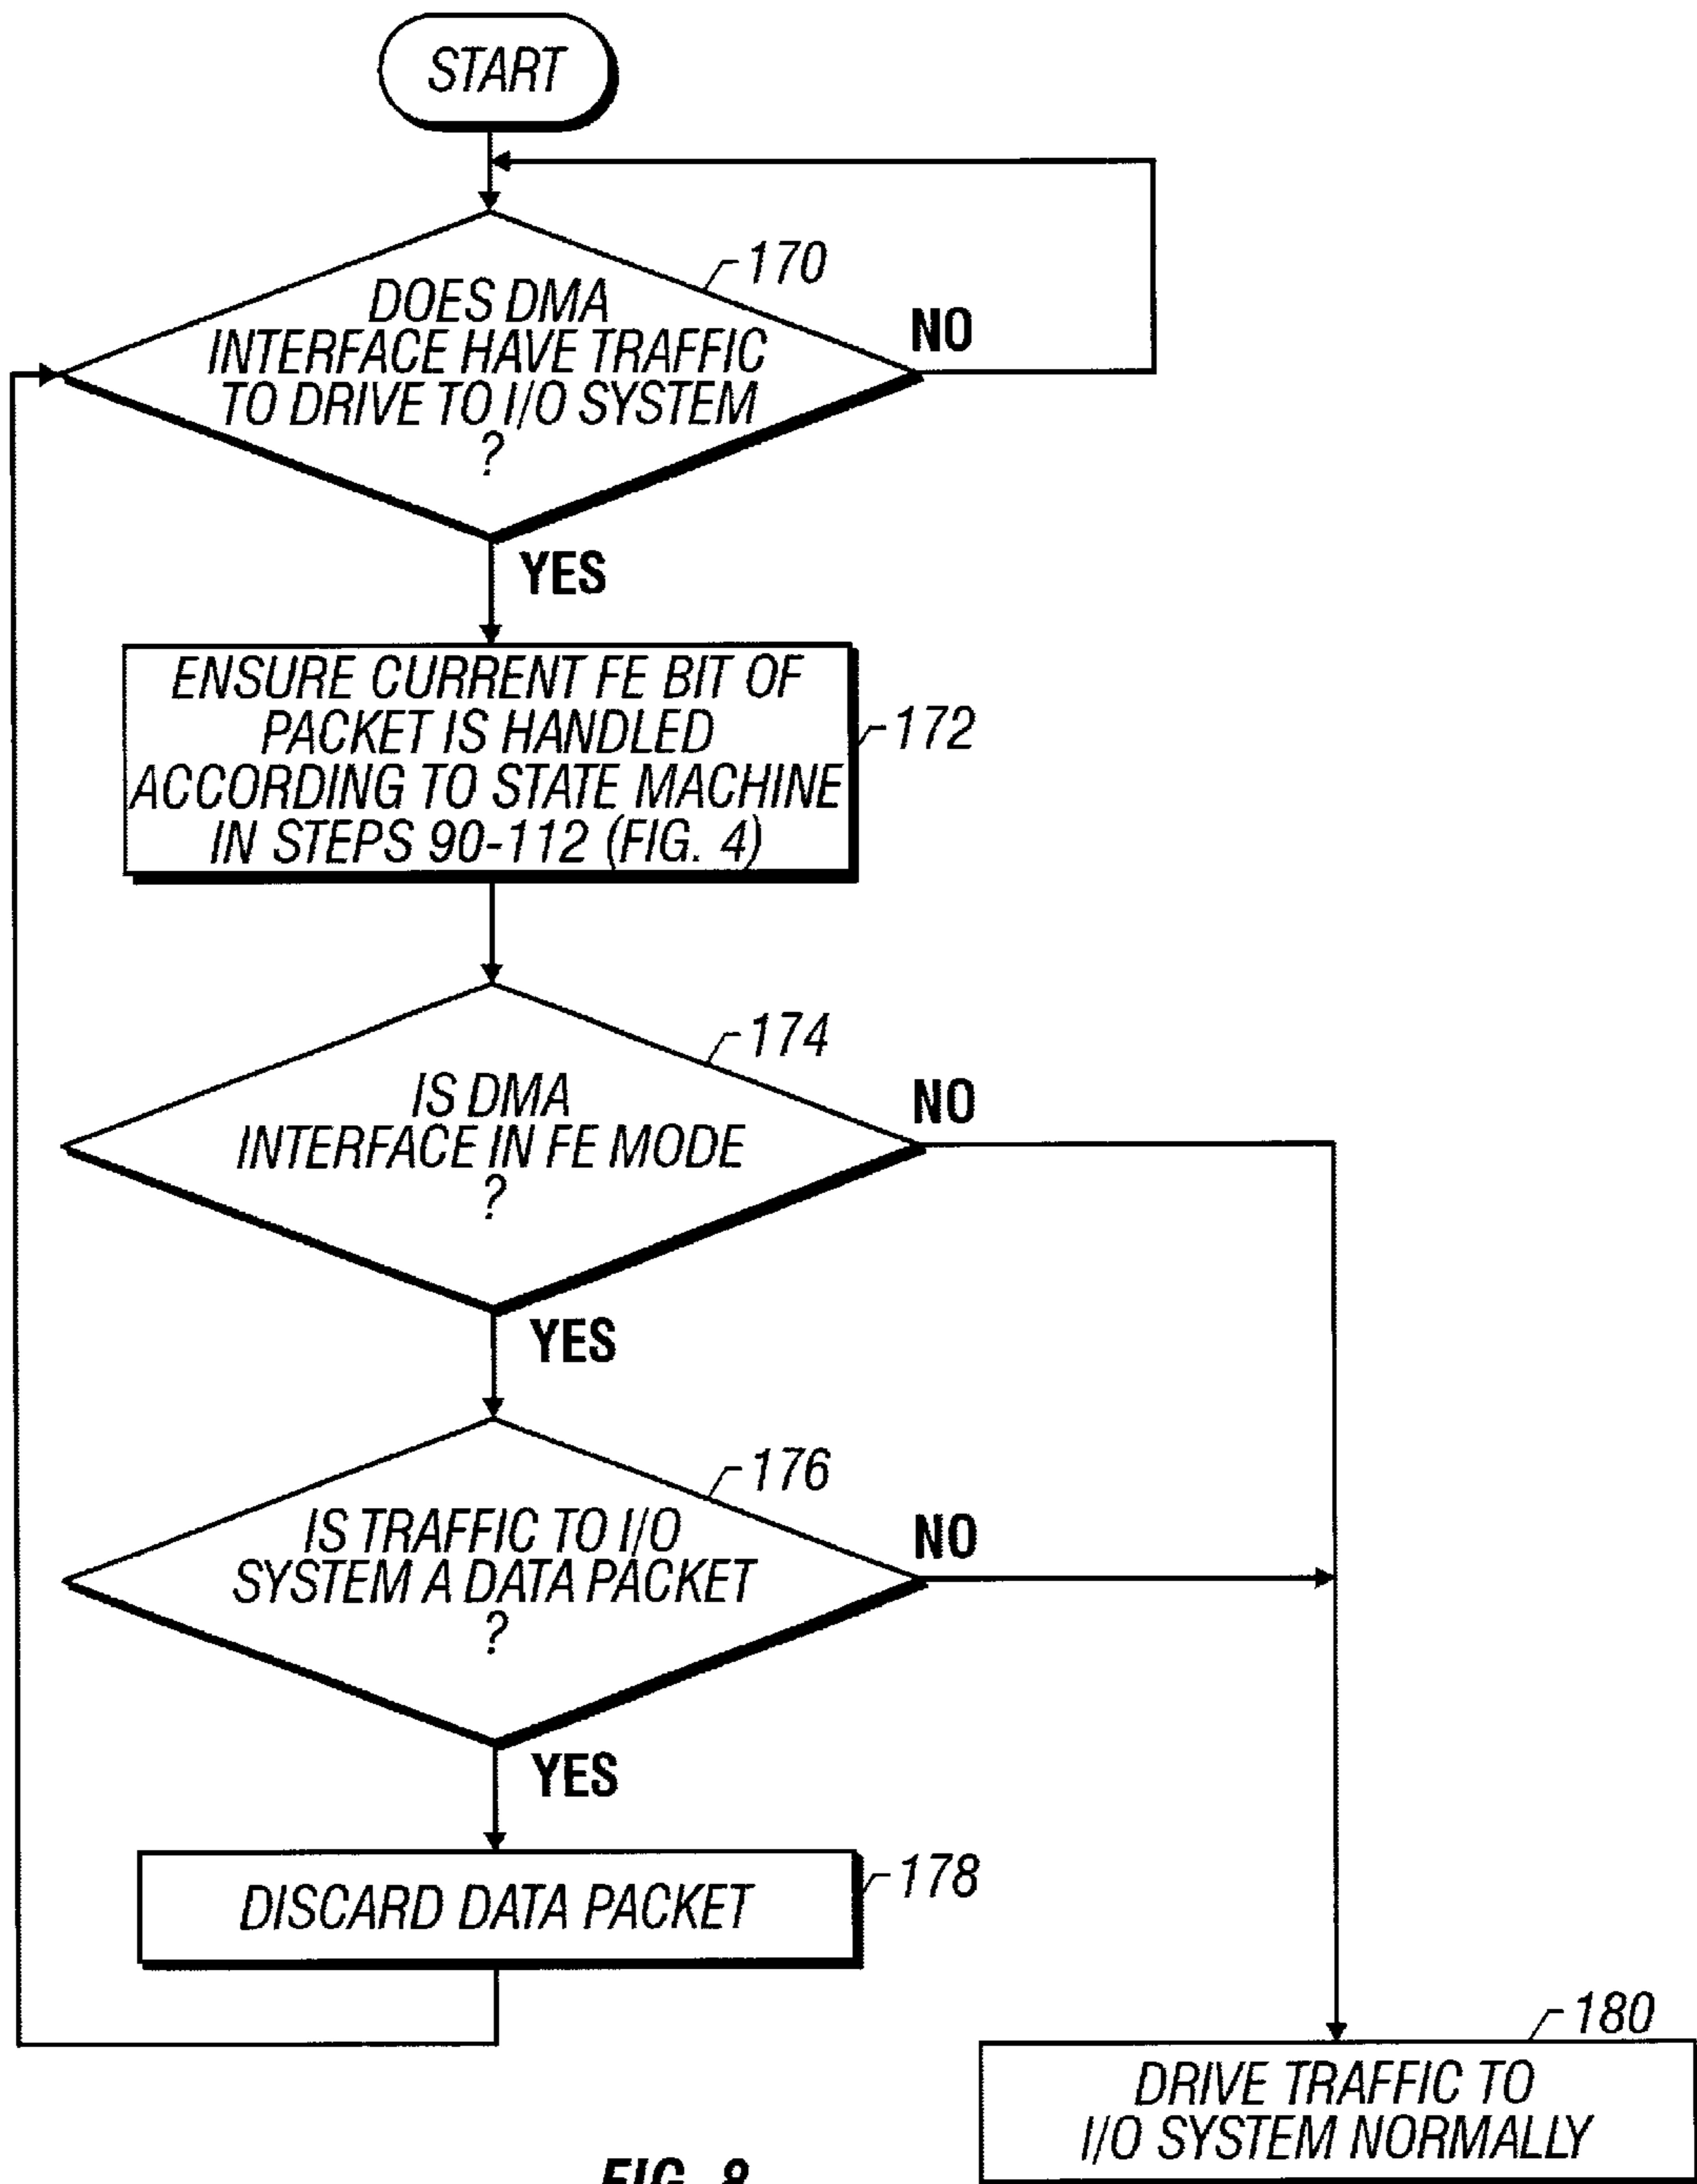 START
170
DOES DMA
INTERFACE HAVE TRAFFIC
TO DRIVE TO I/O SYSTEM
?
NO
YES
ENSURE CURRENT FE BIT OF
PACKET IS HANDLED
ACCORDING TO STATE MACHINE
IN STEPS 90-112 (FIG. 4)
172
174
IS DMA
INTERFACE IN FE MODE
?
NO
YES
176
IS TRAFFIC TO I/O
SYSTEM A DATA PACKET
?
NO
YES
DISCARD DATA PACKET
178
180
DRIVE TRAFFIC TO
I/O SYSTEM NORMALLY
FIG. 8